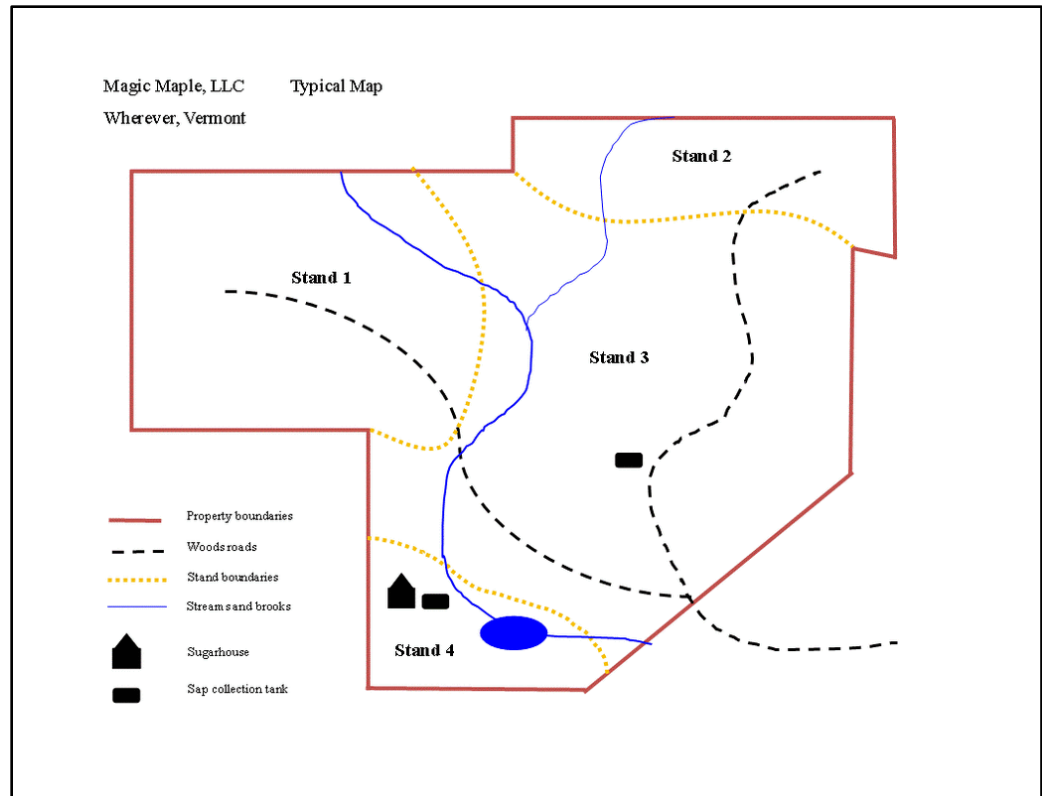 Magic Maple, LLC Typical Map
Wherever, Vermont
Stand 2
Stand 1
Stand 3
Property boundaries
Woods roads
Stand boundaries
Streams and brooks
Sugarhouse
Stand 4
Sap collection tank